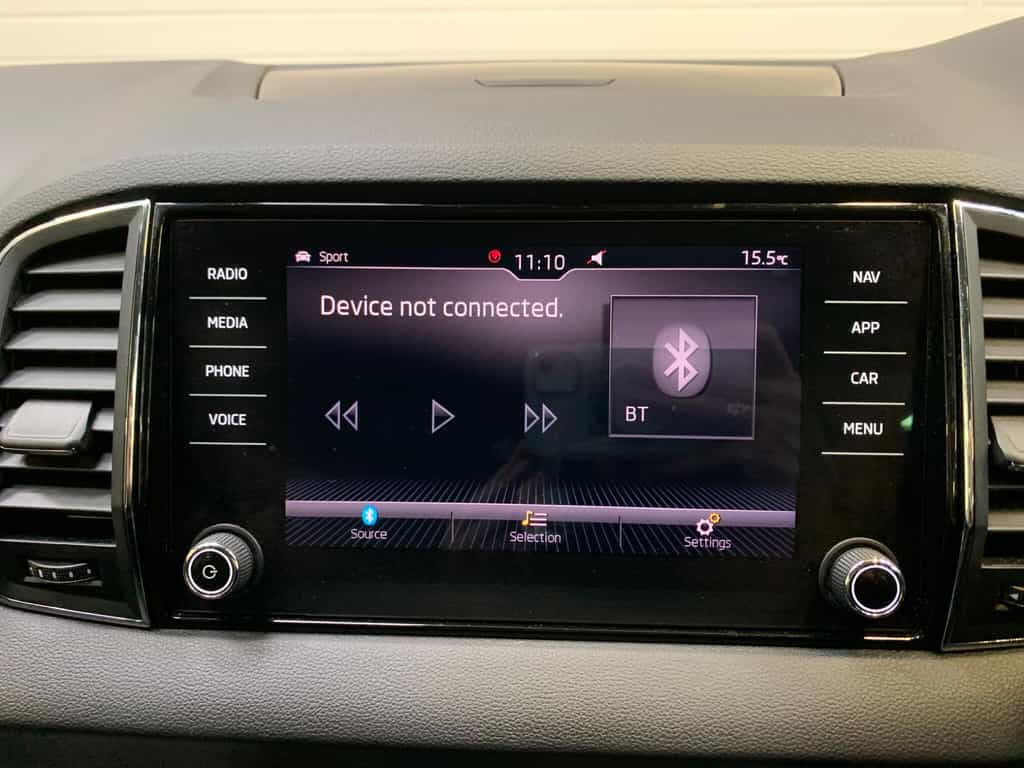 RADIO
MEDIA
PHONE
VOICE
Sport 11:10 15.5°C
Device not connected.
BT
Source Selection Settings
NAV
APP
CAR
MENU